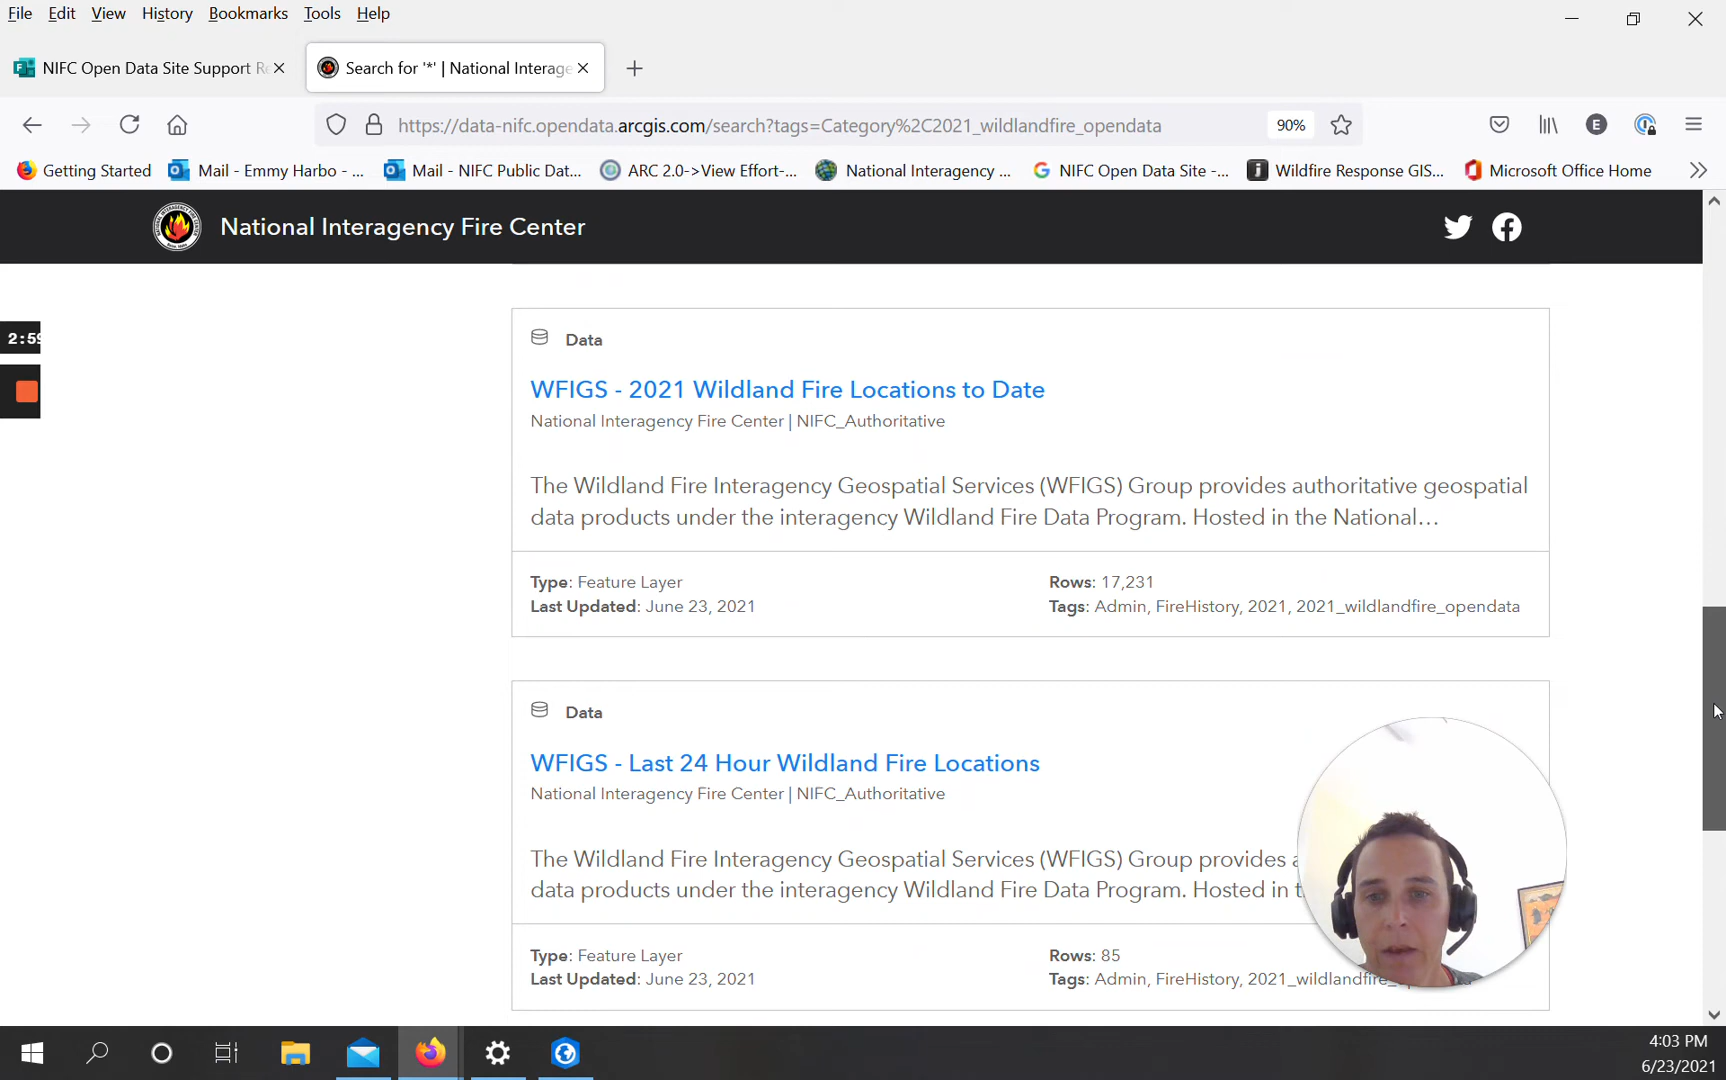 File Edit View History Bookmarks Tools Help
NIFC Open Data Site Support Re
Search for '*' | National Interage
https://data-nifc.opendata.arcgis.com/search?tags=Category%2C2021_wildlandfire_opendata 90% E
Getting Started Mail - Emmy Harbo - ... Mail - NIFC Public Dat... ARC 2.0->View Effort-... National Interagency ... NIFC Open Data Site -... Wildfire Response GIS... Microsoft Office Home
National Interagency Fire Center
2:59
Data
WFIGS - 2021 Wildland Fire Locations to Date
National Interagency Fire Center | NIFC_Authoritative
The Wildland Fire Interagency Geospatial Services (WFIGS) Group provides authoritative geospatial
data products under the interagency Wildland Fire Data Program. Hosted in the National...
Type: Feature Layer Rows: 17,231
Last Updated: June 23, 2021 Tags: Admin, FireHistory, 2021, 2021_wildlandfire_opendata
Data
WFIGS - Last 24 Hour Wildland Fire Locations
National Interagency Fire Center | NIFC_Authoritative
The Wildland Fire Interagency Geospatial Services (WFIGS) Group provides
data products under the interagency Wildland Fire Data Program. Hosted in
Type: Feature Layer Rows: 85
Last Updated: June 23, 2021 Tags: Admin, FireHistory, 2021_wildlandfire
4:03 PM
6/23/2021